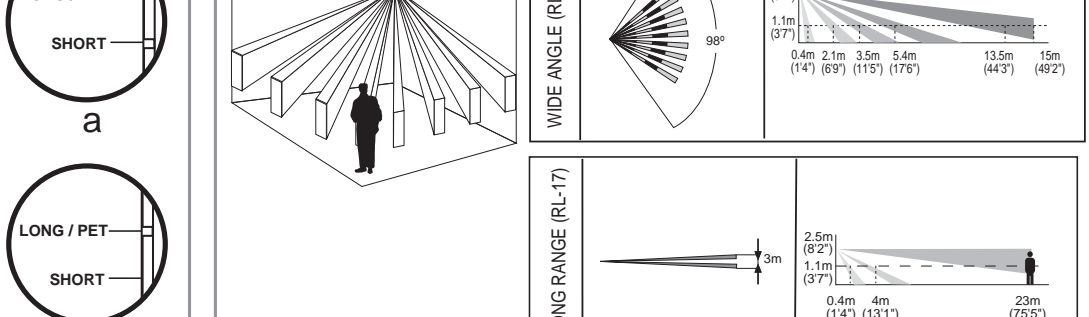 SHORT
a
LONG / PET
SHORT
WIDE ANGLE
98º
1.1m
(3'7")
0.4m 2.1m 3.5m 5.4m 13.5m 15m
(1'4") (6'9") (11'5") (17'6") (44'3") (49'2")
RANGE (RL-17)
3m
2.5m
(8'2")
1.1m
(3'7")
0.4m 4m 23m
(1'4") (13'1") (75'5")